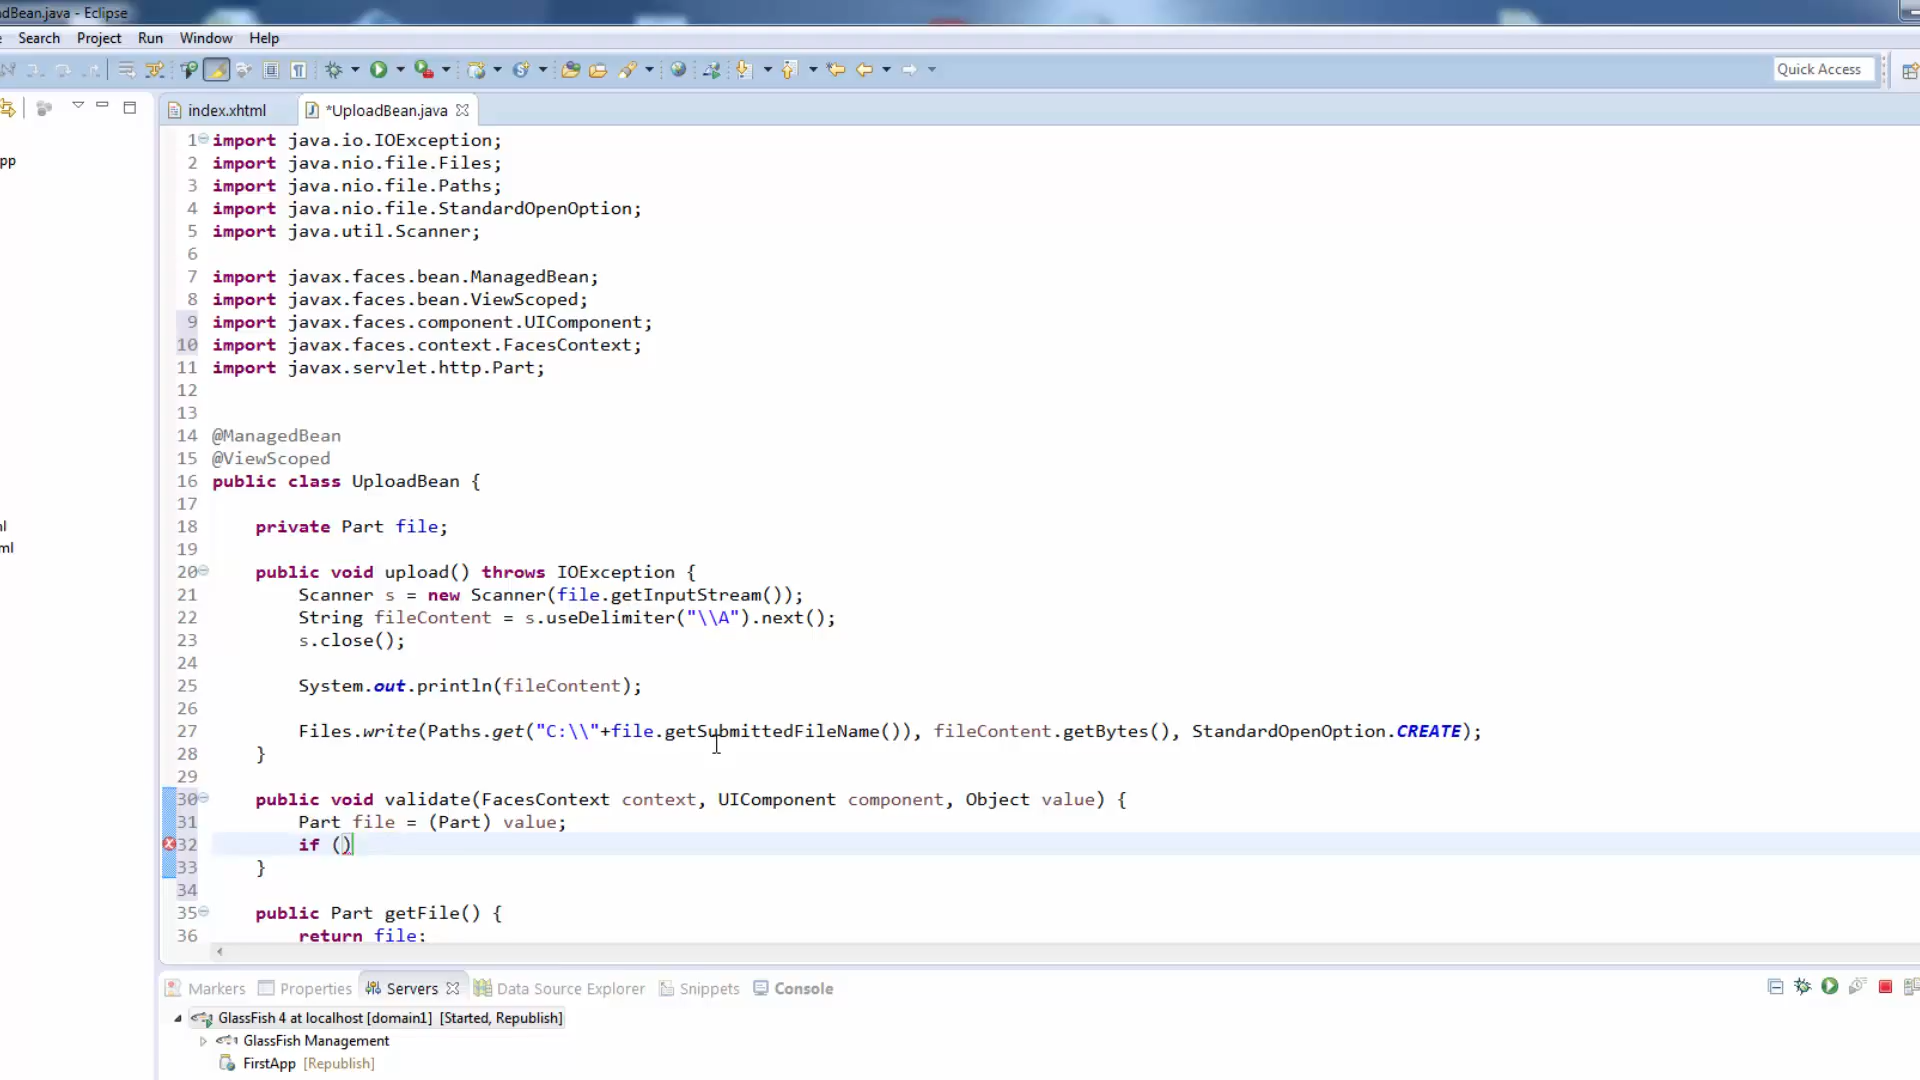 adBean.java - Eclipse
Search Project Run Window Help
Quick Access
index.xhtml *UploadBean.java
pp
ml
1 import java.io.IOException;
2 import java.nio.file.Files;
3 import java.nio.file.Paths;
4 import java.nio.file.StandardOpenOption;
5 import java.util.Scanner;
6
7 import javax.faces.bean.ManagedBean;
8 import javax.faces.bean.ViewScoped;
9 import javax.faces.component.UIComponent;
10 import javax.faces.context.FacesContext;
11 import javax.servlet.http.Part;
12
13
14 @ManagedBean
15 @ViewScoped
16 public class UploadBean {
17
18 private Part file;
19
20 public void upload() throws IOException {
21 Scanner s = new Scanner(file.getInputStream());
22 String fileContent = s.useDelimiter("\\A").next();
23 s.close();
24
25 System.out.println(fileContent);
26
27 Files.write(Paths.get("C:\\"+file.getSubmittedFileName()), fileContent.getBytes(), StandardOpenOption.CREATE);
28 }
29
30 public void validate(FacesContext context, UIComponent component, Object value) {
31 Part file = (Part) value;
32 if ()
33 }
34
35 public Part getFile() {
36 return file;
Markers Properties Servers Data Source Explorer Snippets Console
GlassFish 4 at localhost [domain1] [Started, Republish]
GlassFish Management
FirstApp [Republish]